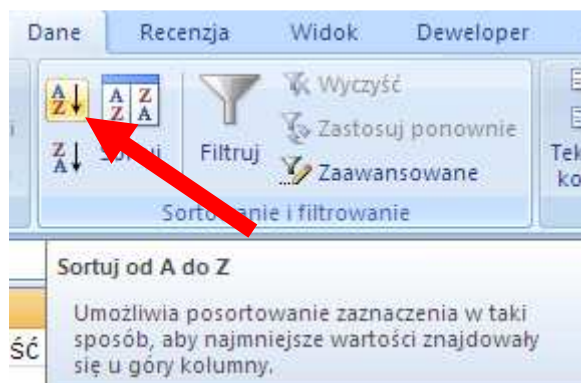 Dane Recenzja Widok Deweloper
A Z
A Z Z A
Wyczyść
Zastosuj ponownie
Z A
Filtruj
Zaawansowane
Sortowanie i filtrowanie
Sortuj od A do Z
Umożliwia posortowanie zaznaczenia w taki
sposób, aby najmniejsze wartości znajdowały
ŚĆ
się u góry kolumny.